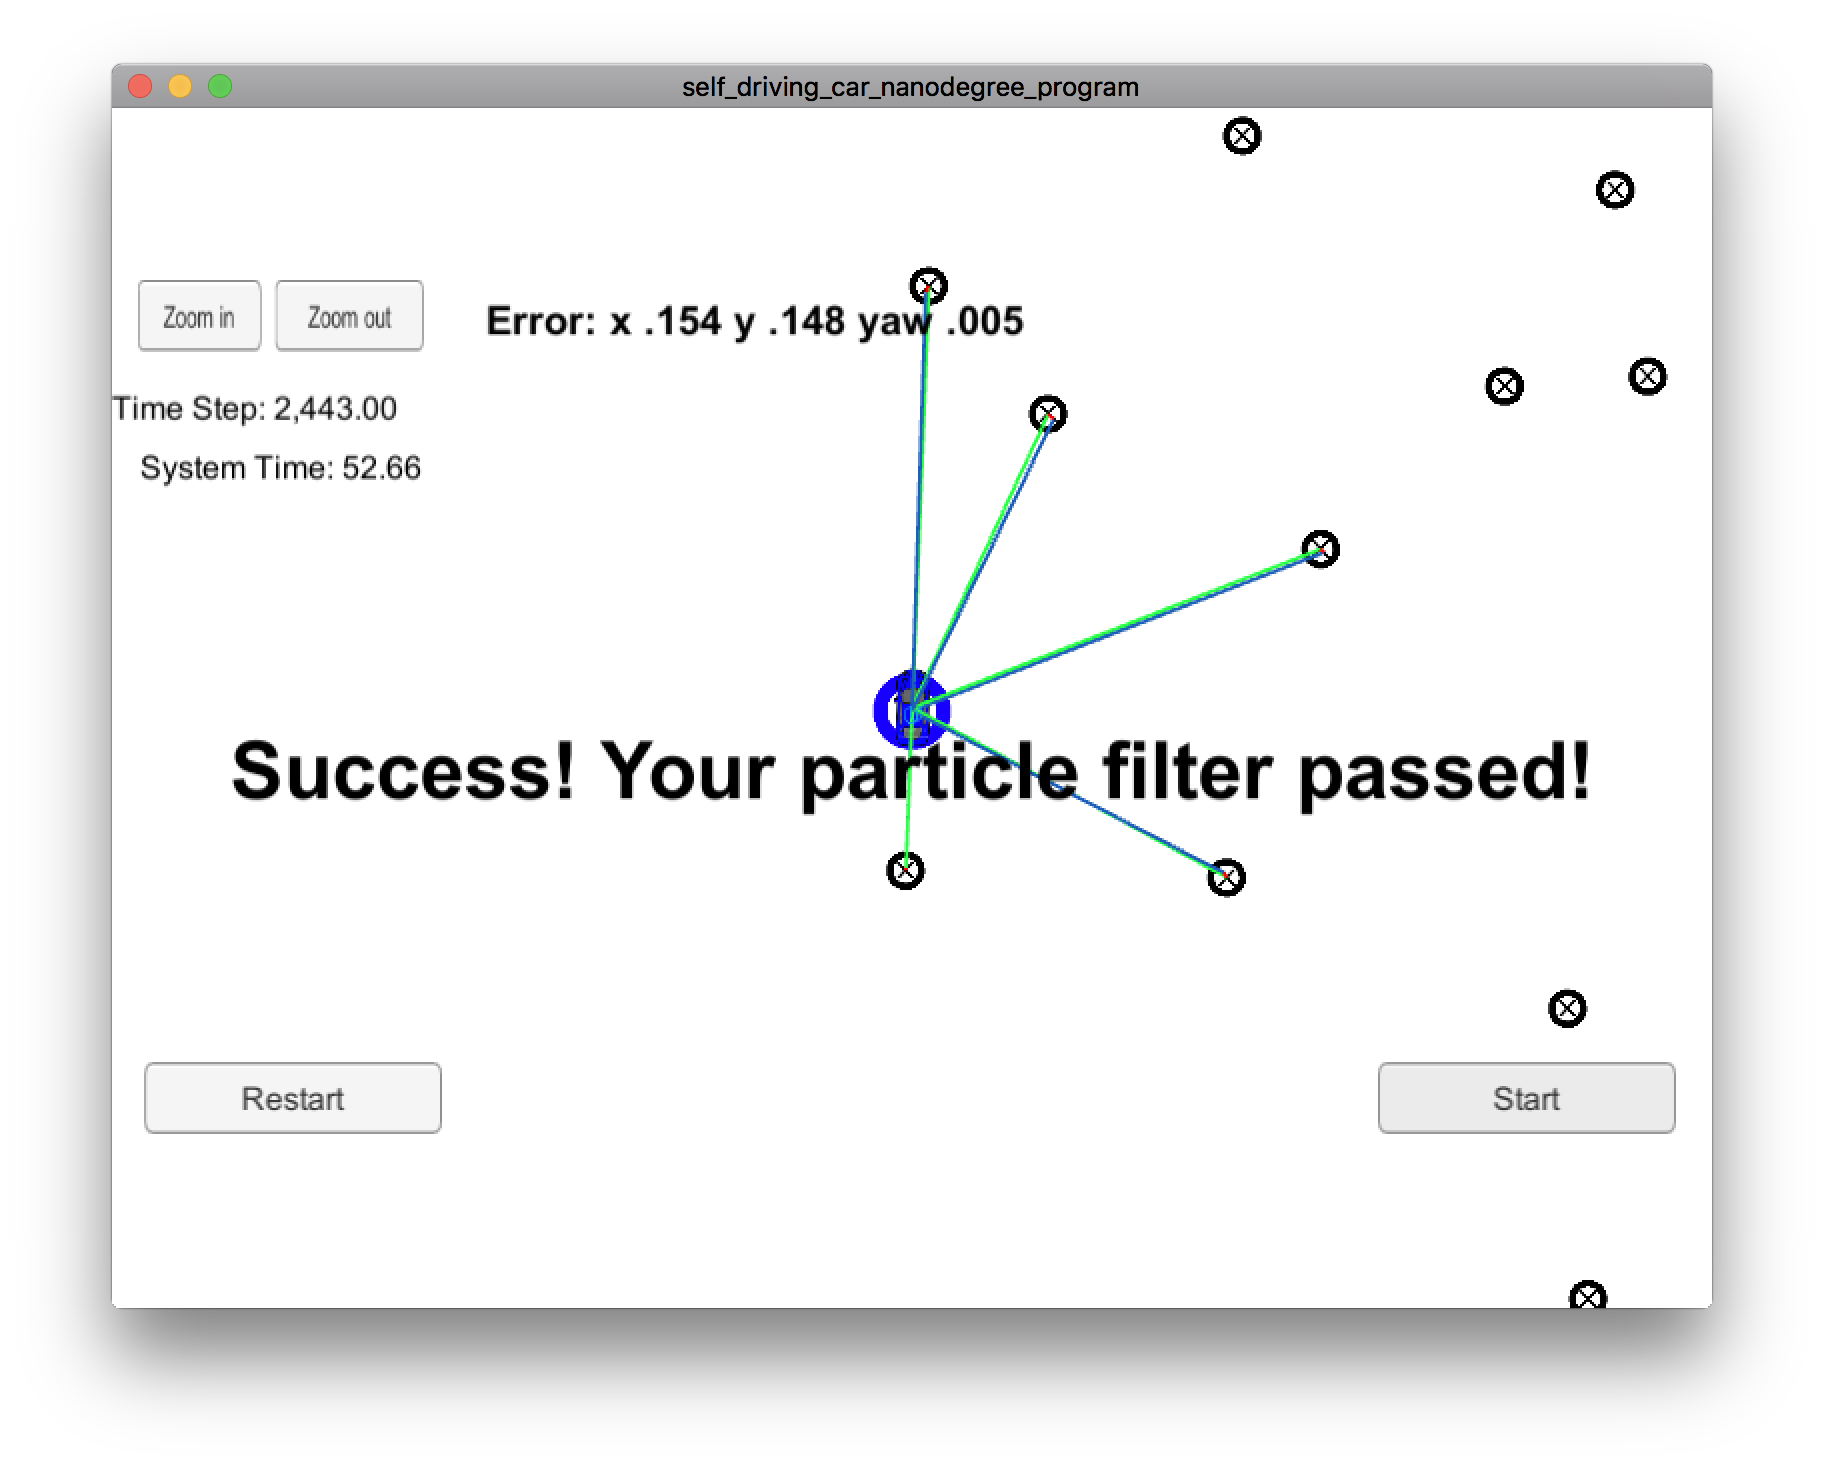 self_driving_car_nanodegree_program
Zoom in
Zoom out
Error: x .154 y .148 yaw .005
Time Step: 2,443.00
System Time: 52.66
Success! Your particle filter passed!
Restart
Start